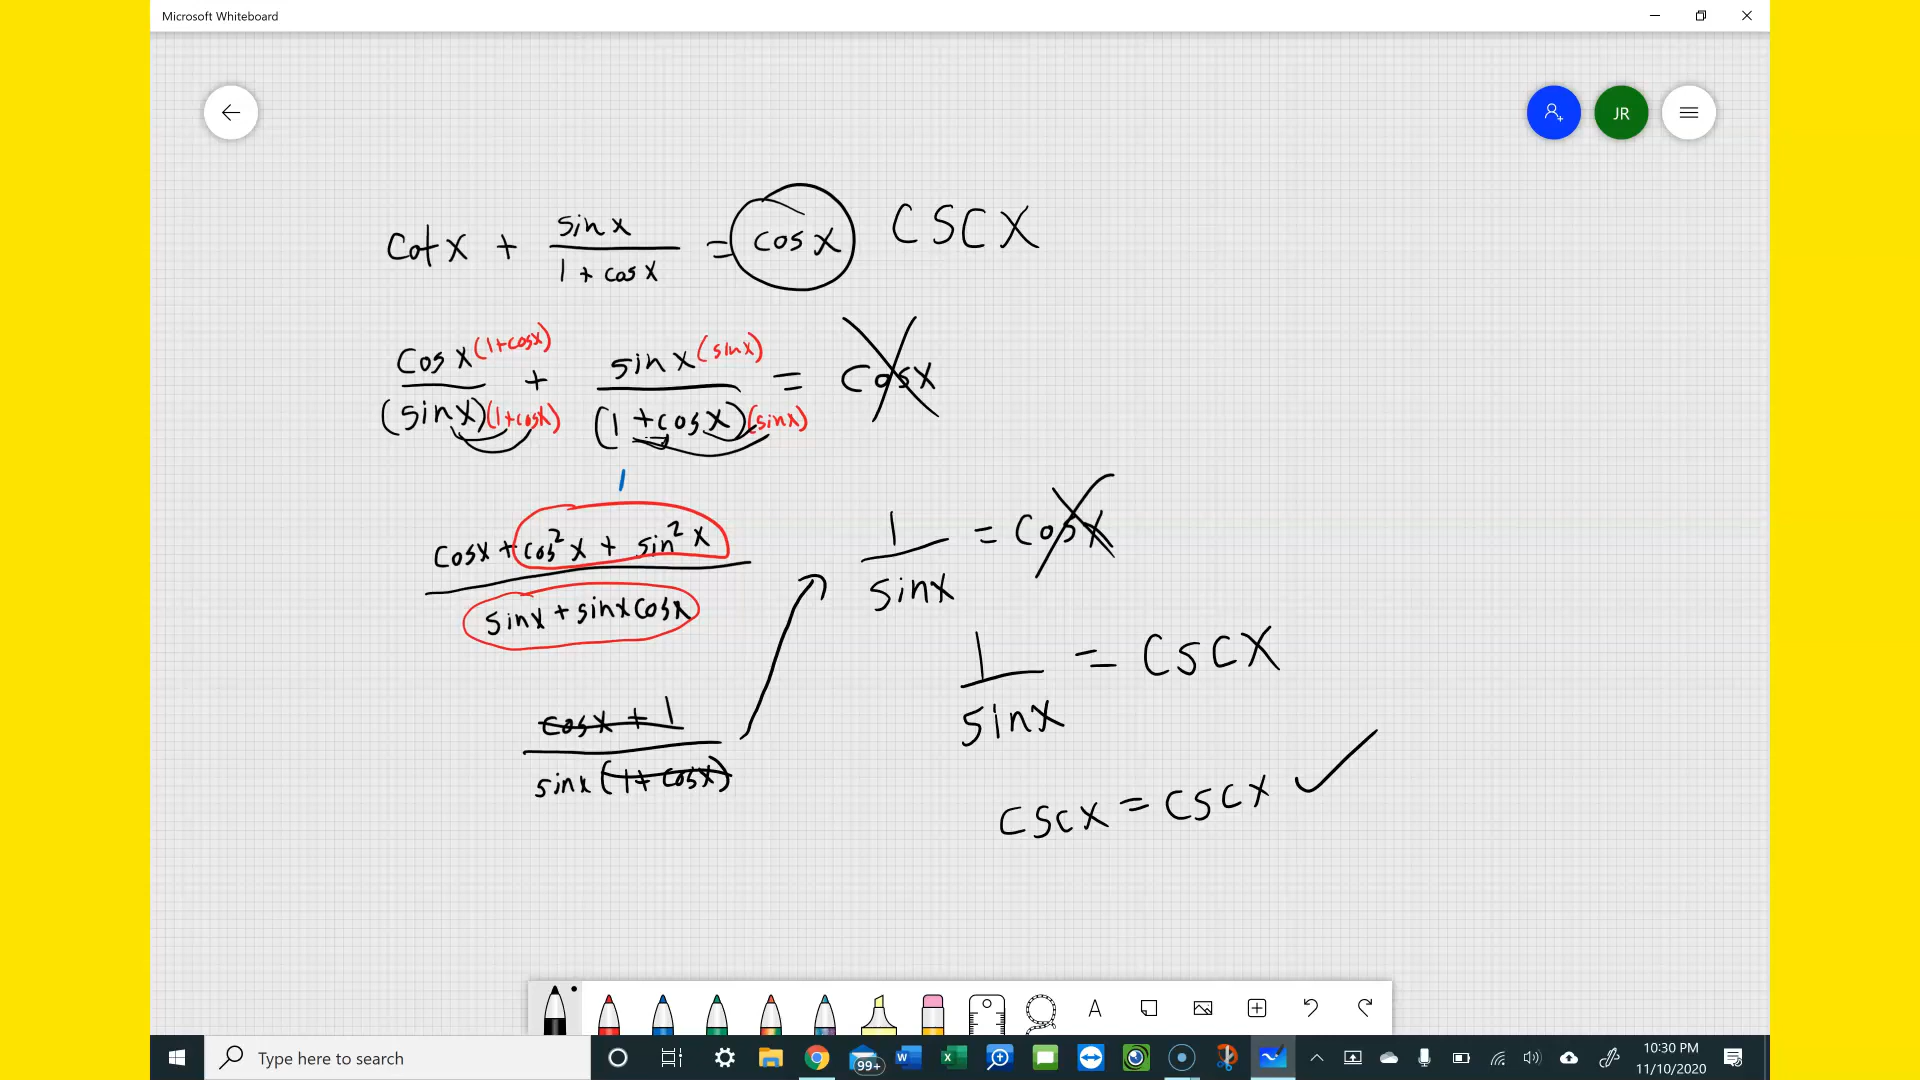 Microsoft Whiteboard
JR
cot x + sin x / 1 + cos x = cos x CSCX
cos x (1+cosx) / (sin x)(1+cosx) + sin x (sinx) / (1 + cos x)(sinx) = cos x
1
cosx + cos² x + sin² x / sinx + sinx cosx
1 / sinx = cosx
cosx + 1 / sinx (1 + cosx)
1 / sinx = CSCX
cscx = cscx ✓
A
Type here to search
99+
10:30 PM
11/10/2020